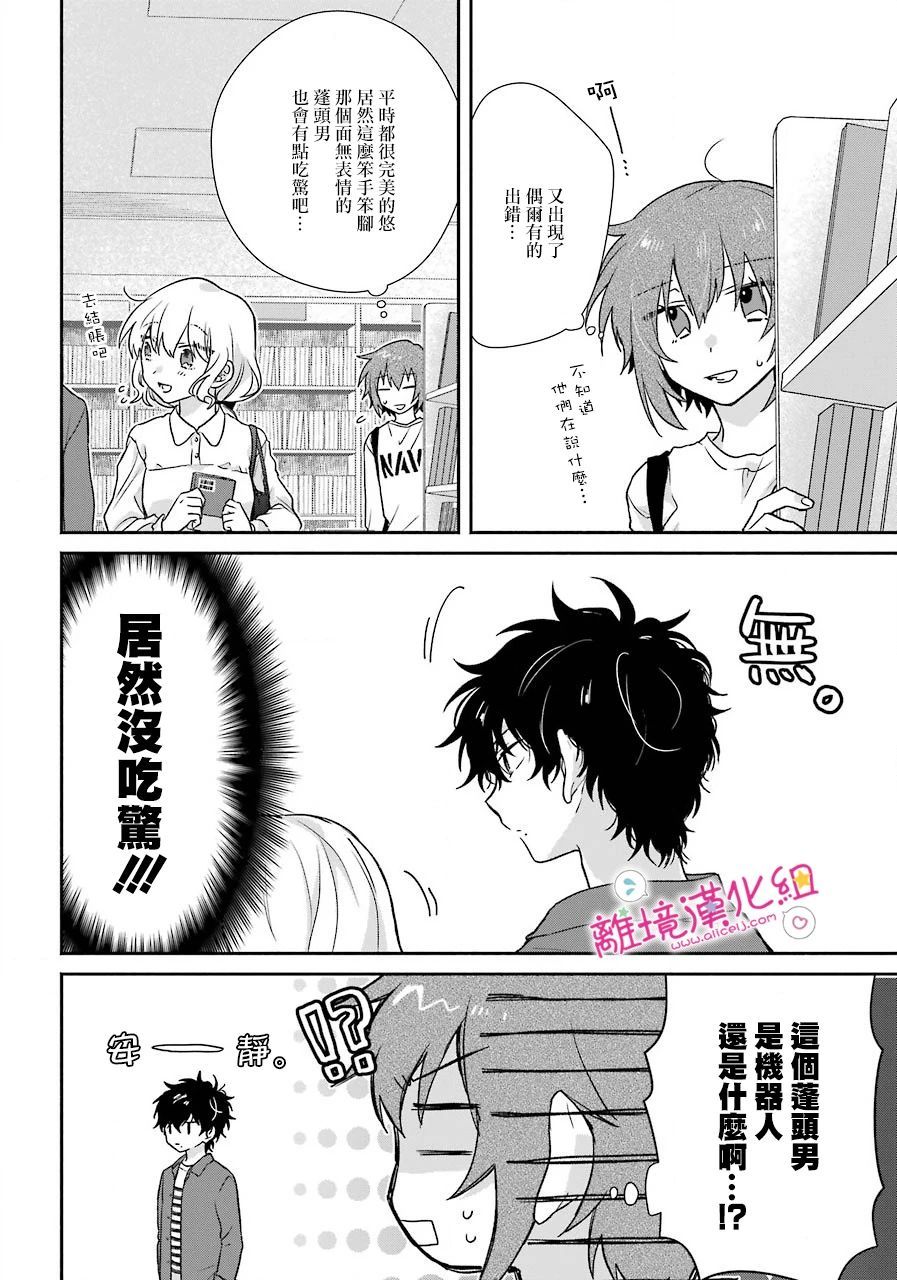 啊——…
又出現了
偶爾有的
出錯…
不知道
他們在說什麼…
平時都很完美的悠
居然這麼笨手笨腳
那個面無表情的
蓬頭男
也會有點吃驚吧…
去結賬吧
NAV
無。
居然沒吃驚!!!
離境漢化組
www.alicelj.com
這個蓬頭男
是機器人
還是什麼啊…!?
!?
安——靜。